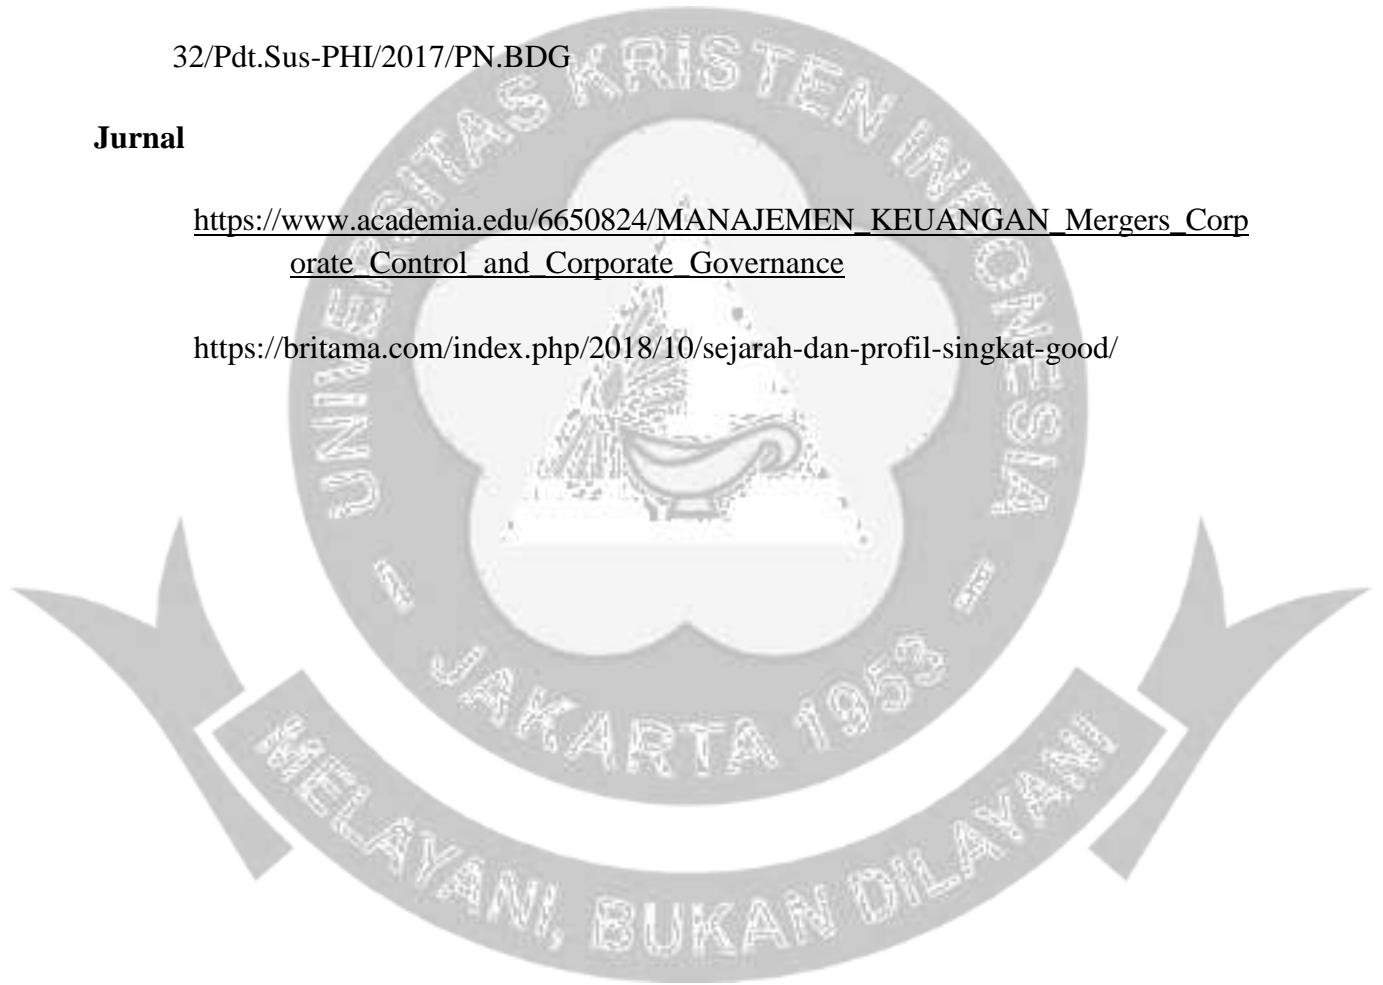 32/Pdt.Sus-PHI/2017/PN.BDG
Jurnal
https://www.academia.edu/6650824/MANAJEMEN_KEUANGAN_Mergers_Corp
orate_Control_and_Corporate_Governance
https://britama.com/index.php/2018/10/sejarah-dan-profil-singkat-good/
UNIVERSITAS KRISTEN INDONESIA
- JAKARTA 1953 -
MELAYANI, BUKAN DILAYANI